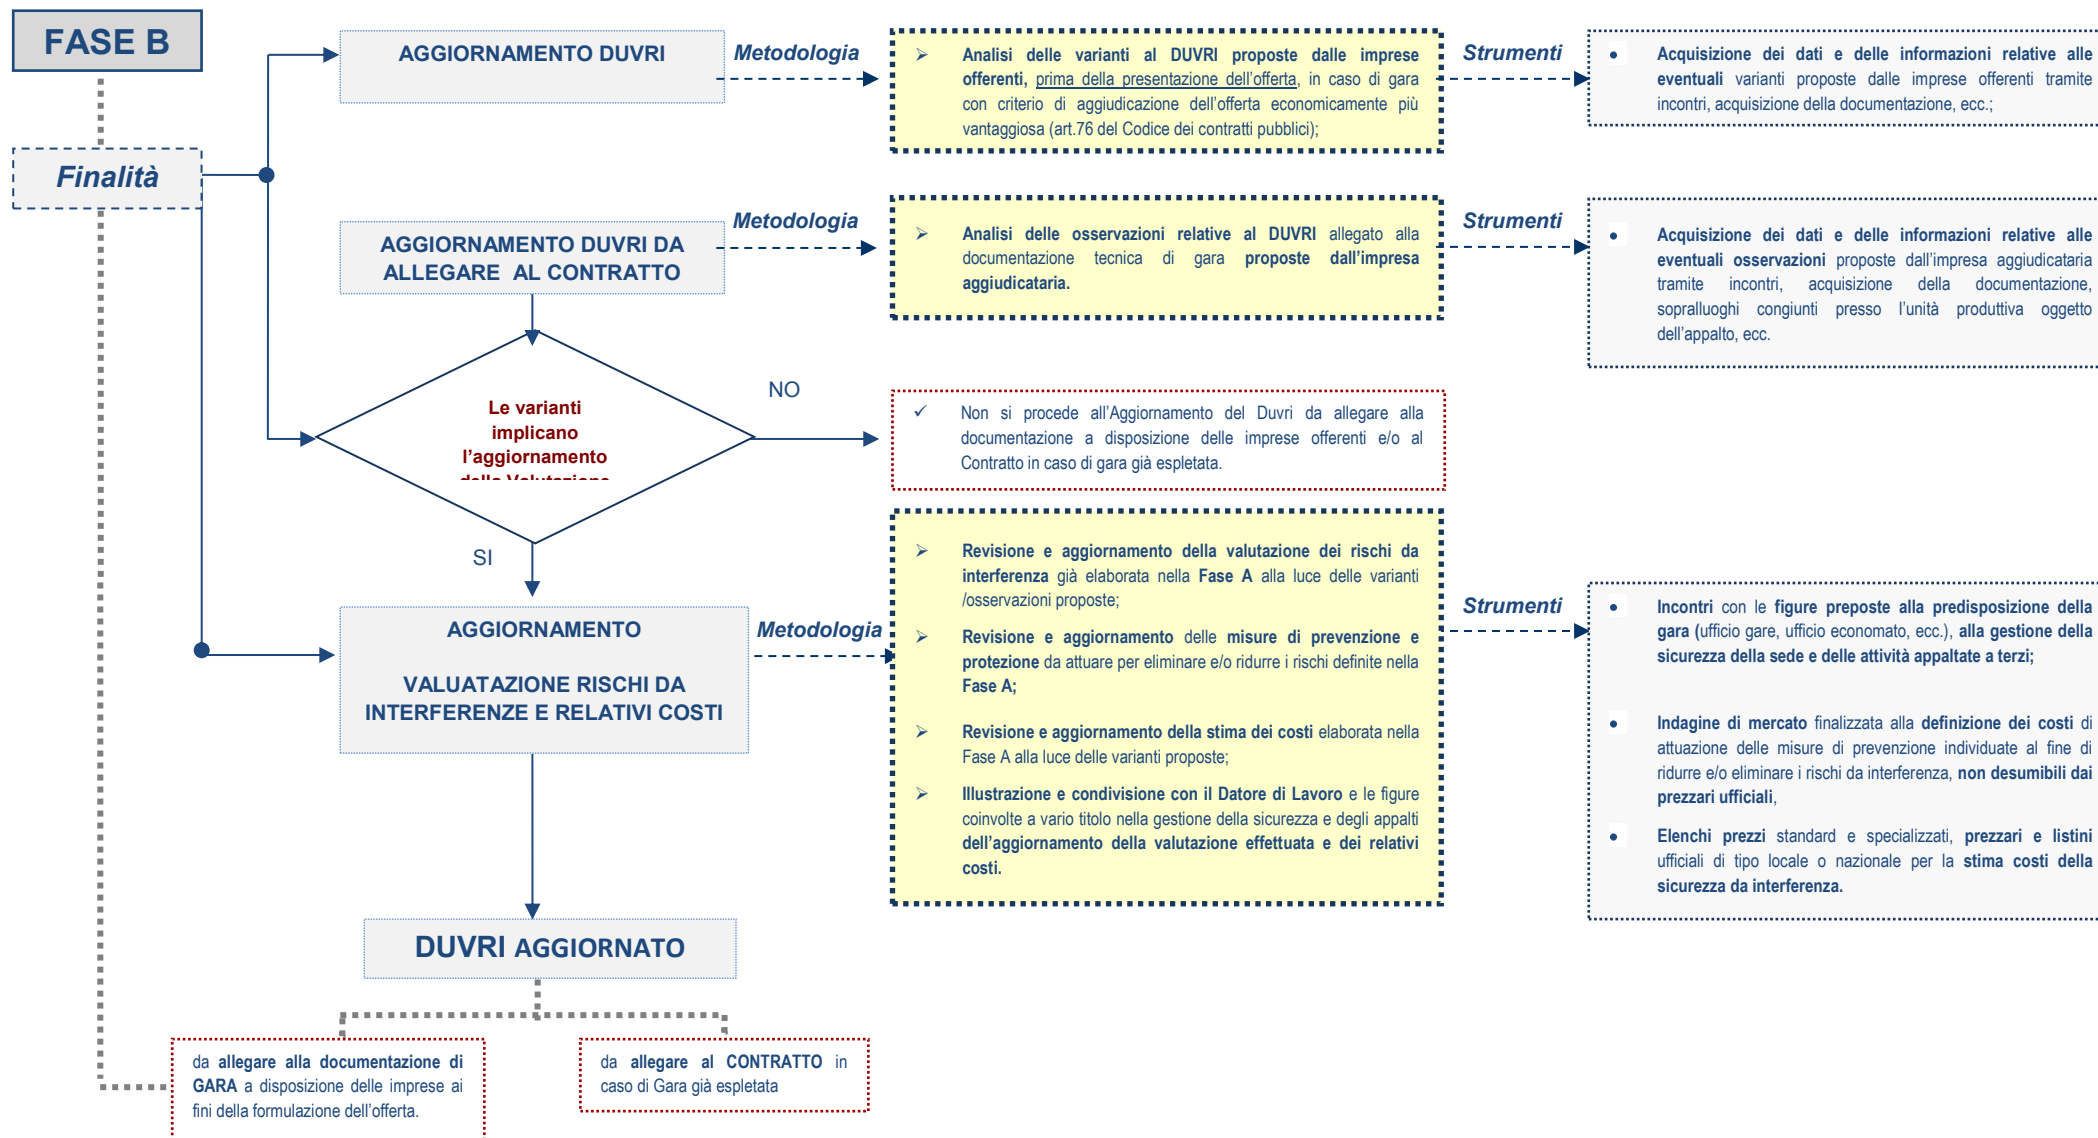 FASE B
Finalità
AGGIORNAMENTO DUVRI
Metodologia
➢ Analisi delle varianti al DUVRI proposte dalle imprese
offerenti, prima della presentazione dell'offerta, in caso di gara
con criterio di aggiudicazione dell'offerta economicamente più
vantaggiosa (art.76 del Codice dei contratti pubblici);
Strumenti
• Acquisizione dei dati e delle informazioni relative alle
eventuali varianti proposte dalle imprese offerenti tramite
incontri, acquisizione della documentazione, ecc.;
AGGIORNAMENTO DUVRI DA
ALLEGARE AL CONTRATTO
Metodologia
➢ Analisi delle osservazioni relative al DUVRI allegato alla
documentazione tecnica di gara proposte dall'impresa
aggiudicataria.
Strumenti
• Acquisizione dei dati e delle informazioni relative alle
eventuali osservazioni proposte dall'impresa aggiudicataria
tramite incontri, acquisizione della documentazione,
sopralluoghi congiunti presso l'unità produttiva oggetto
dell'appalto, ecc.
Le varianti
implicano
l'aggiornamento
della Valutazione
NO
✓ Non si procede all'Aggiornamento del Duvri da allegare alla
documentazione a disposizione delle imprese offerenti e/o al
Contratto in caso di gara già espletata.
SI
AGGIORNAMENTO
VALUATAZIONE RISCHI DA
INTERFERENZE E RELATIVI COSTI
Metodologia
➢ Revisione e aggiornamento della valutazione dei rischi da
interferenza già elaborata nella Fase A alla luce delle varianti
/osservazioni proposte;
➢ Revisione e aggiornamento delle misure di prevenzione e
protezione da attuare per eliminare e/o ridurre i rischi definite nella
Fase A;
➢ Revisione e aggiornamento della stima dei costi elaborata nella
Fase A alla luce delle varianti proposte;
➢ Illustrazione e condivisione con il Datore di Lavoro e le figure
coinvolte a vario titolo nella gestione della sicurezza e degli appalti
dell'aggiornamento della valutazione effettuata e dei relativi
costi.
Strumenti
• Incontri con le figure preposte alla predisposizione della
gara (ufficio gare, ufficio economato, ecc.), alla gestione della
sicurezza della sede e delle attività appaltate a terzi;
• Indagine di mercato finalizzata alla definizione dei costi di
attuazione delle misure di prevenzione individuate al fine di
ridurre e/o eliminare i rischi da interferenza, non desumibili dai
prezzari ufficiali,
• Elenchi prezzi standard e specializzati, prezzari e listini
ufficiali di tipo locale o nazionale per la stima costi della
sicurezza da interferenza.
DUVRI AGGIORNATO
da allegare alla documentazione di
GARA a disposizione delle imprese ai
fini della formulazione dell'offerta.
da allegare al CONTRATTO in
caso di Gara già espletata